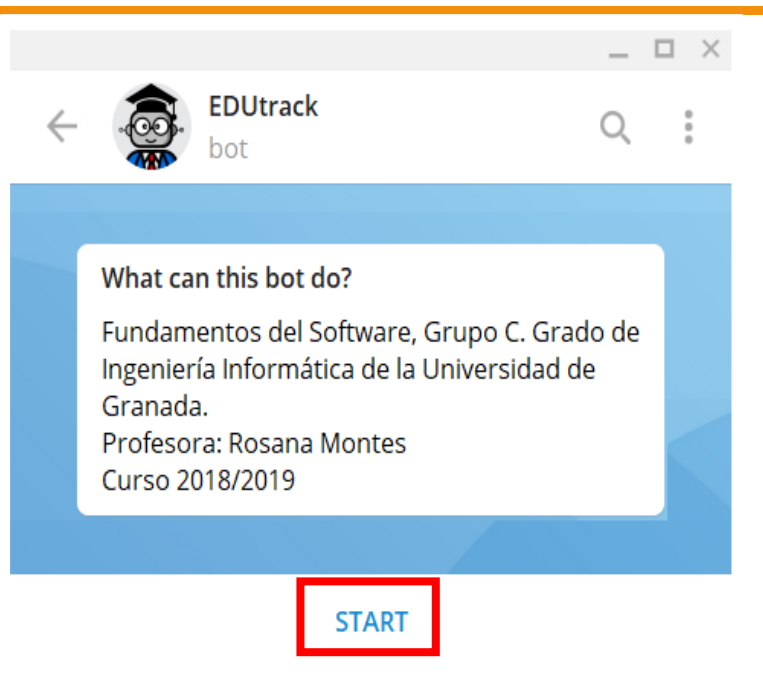 EDUtrack
bot
What can this bot do?
Fundamentos del Software, Grupo C. Grado de
Ingeniería Informática de la Universidad de
Granada.
Profesora: Rosana Montes
Curso 2018/2019
START